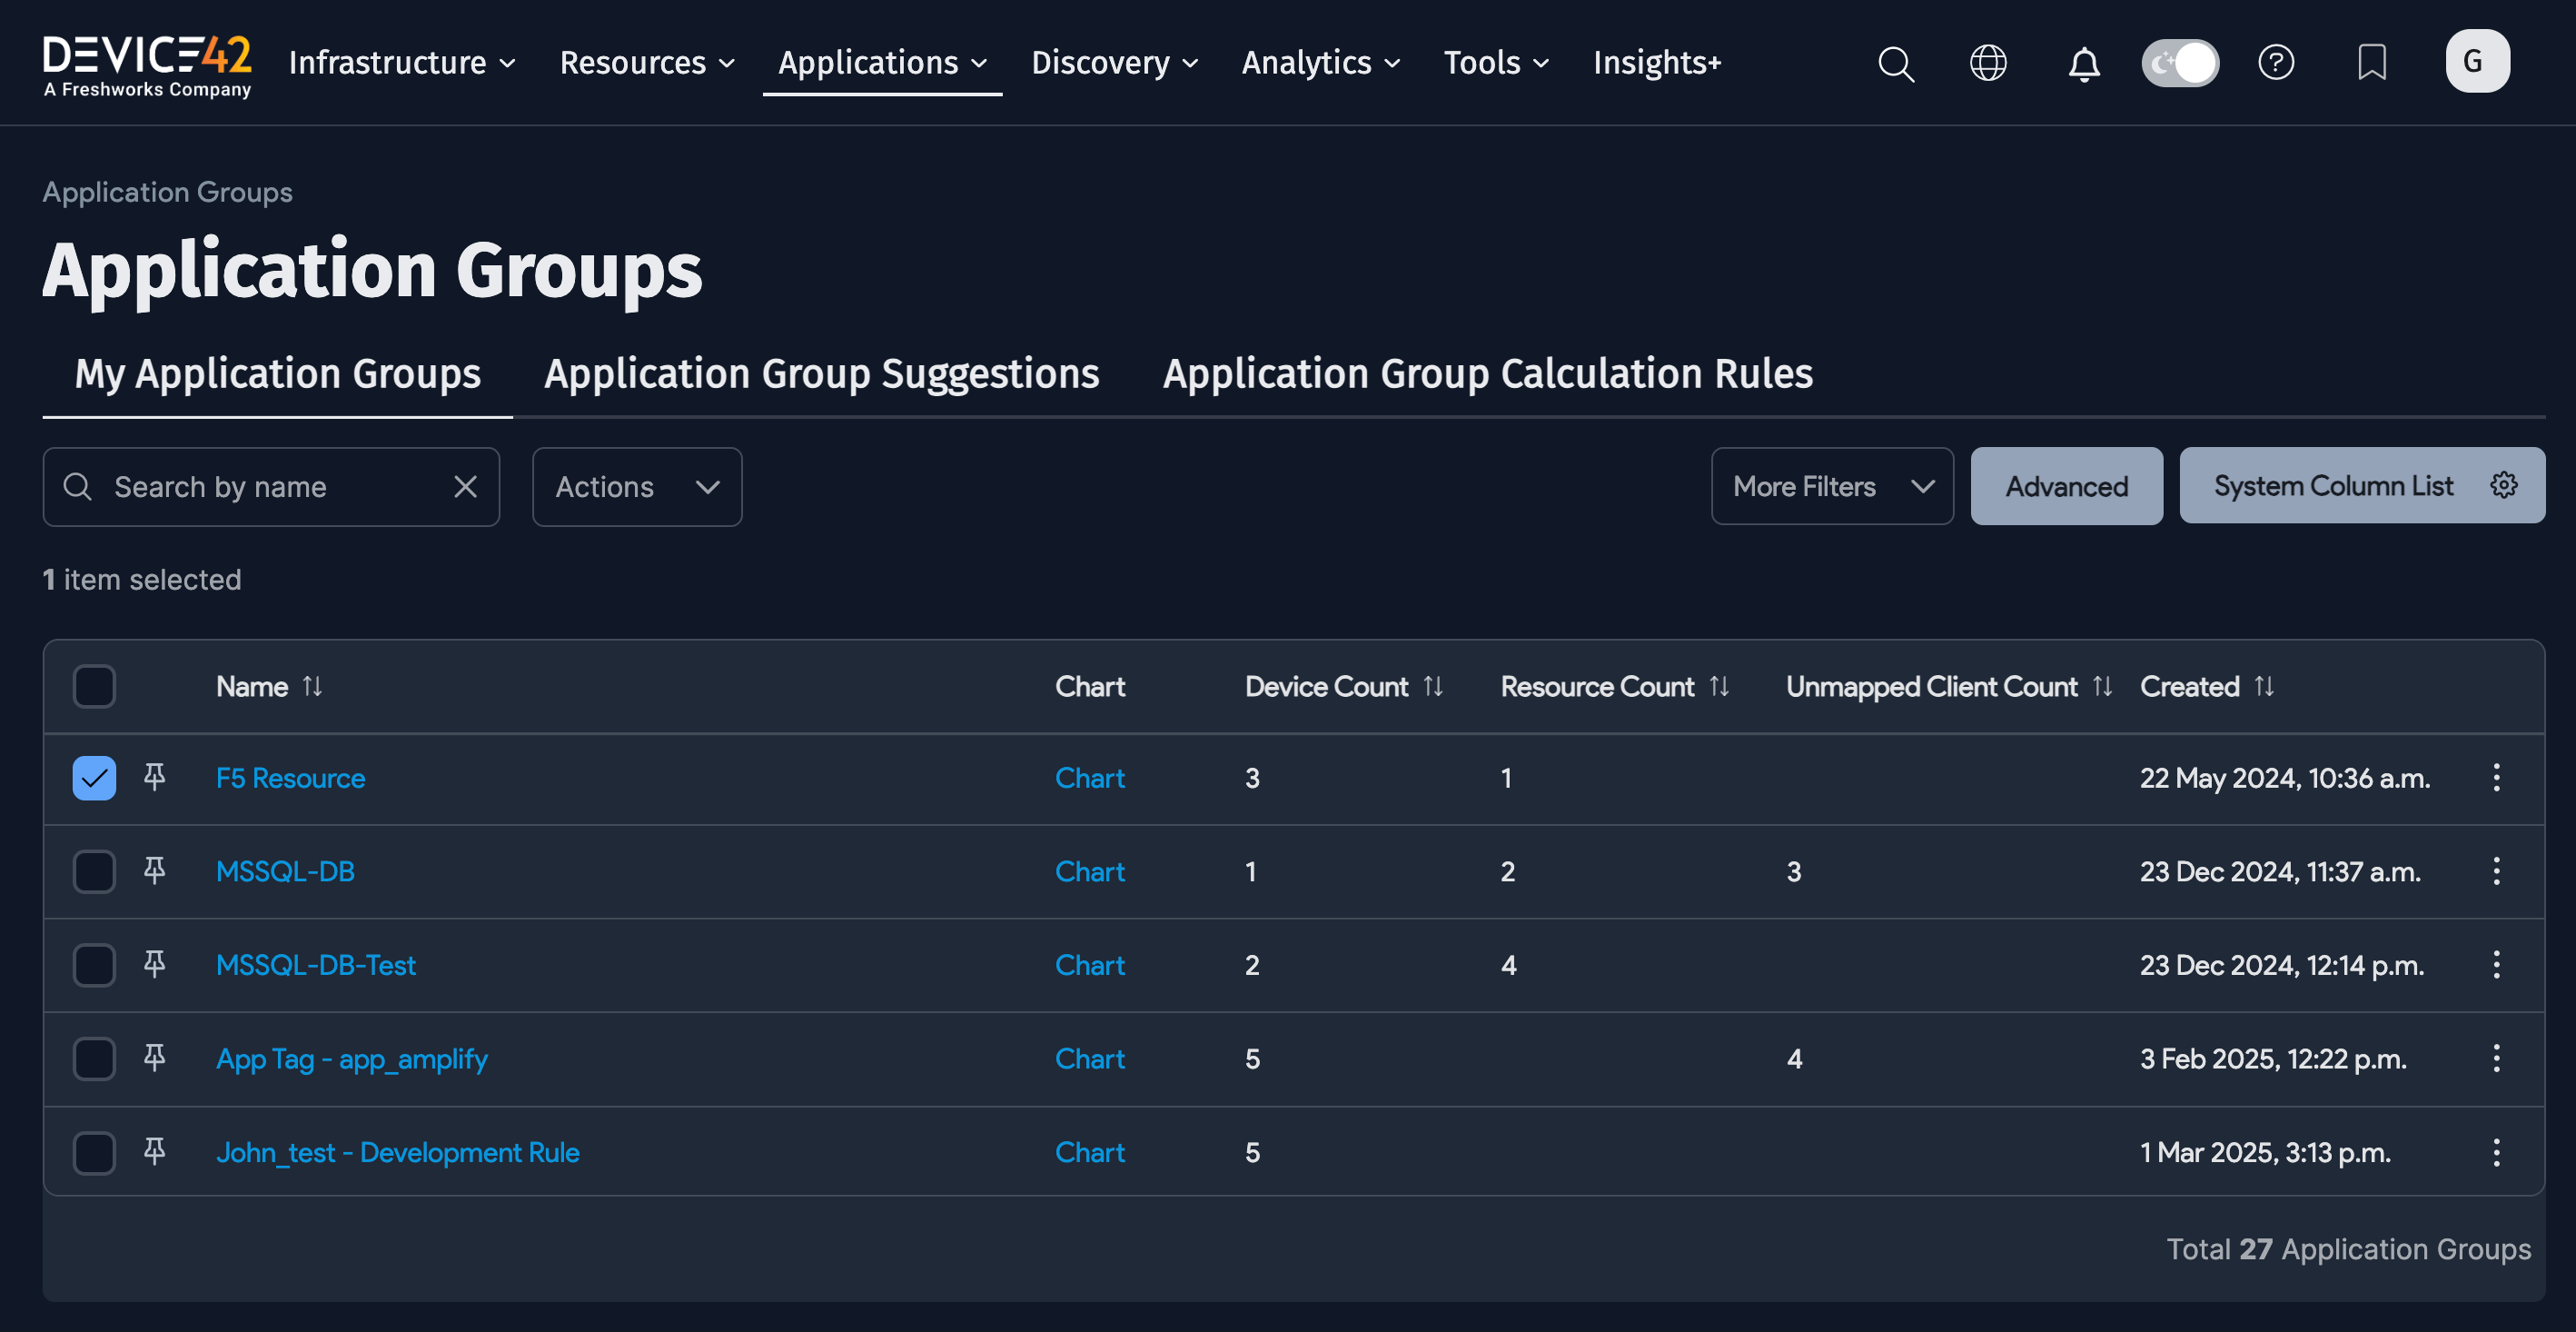 DEVICE42
A Freshworks Company
Infrastructure Resources Applications Discovery Analytics Tools Insights+
G
Application Groups
Application Groups
My Application Groups Application Group Suggestions Application Group Calculation Rules
Search by name Actions More Filters Advanced System Column List
1 item selected
Name Chart Device Count Resource Count Unmapped Client Count Created
F5 Resource Chart 3 1 22 May 2024, 10:36 a.m.
MSSQL-DB Chart 1 2 3 23 Dec 2024, 11:37 a.m.
MSSQL-DB-Test Chart 2 4 23 Dec 2024, 12:14 p.m.
App Tag - app_amplify Chart 5 4 3 Feb 2025, 12:22 p.m.
John_test - Development Rule Chart 5 1 Mar 2025, 3:13 p.m.
Total 27 Application Groups